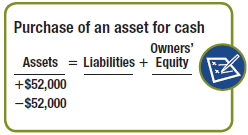 Purchase of an asset for cash
Owners'
Assets = Liabilities + Equity
+$52,000
−$52,000